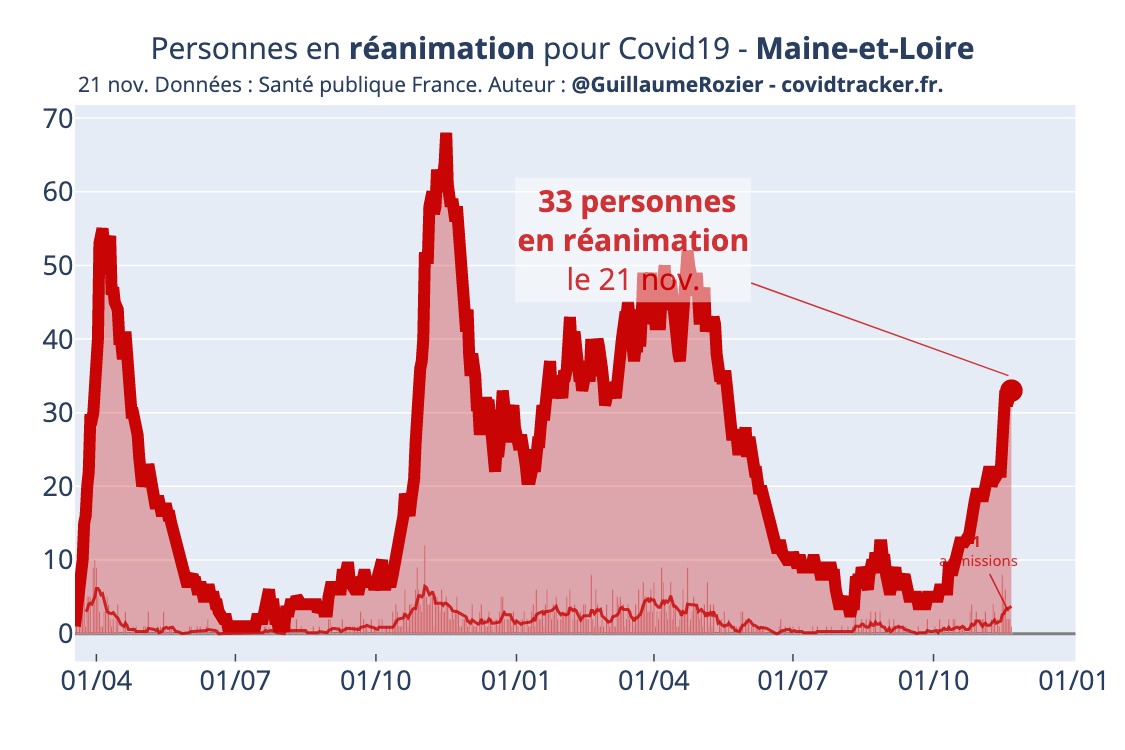 Personnes en réanimation pour Covid19 - Maine-et-Loire
21 nov. Données : Santé publique France. Auteur : @GuillaumeRozier - covidtracker.fr.
70
60
50
40
30
20
10
0
33 personnes
en réanimation
le 21 nov.
admissions
01/04
01/07
01/10
01/01
01/04
01/07
01/10
01/01